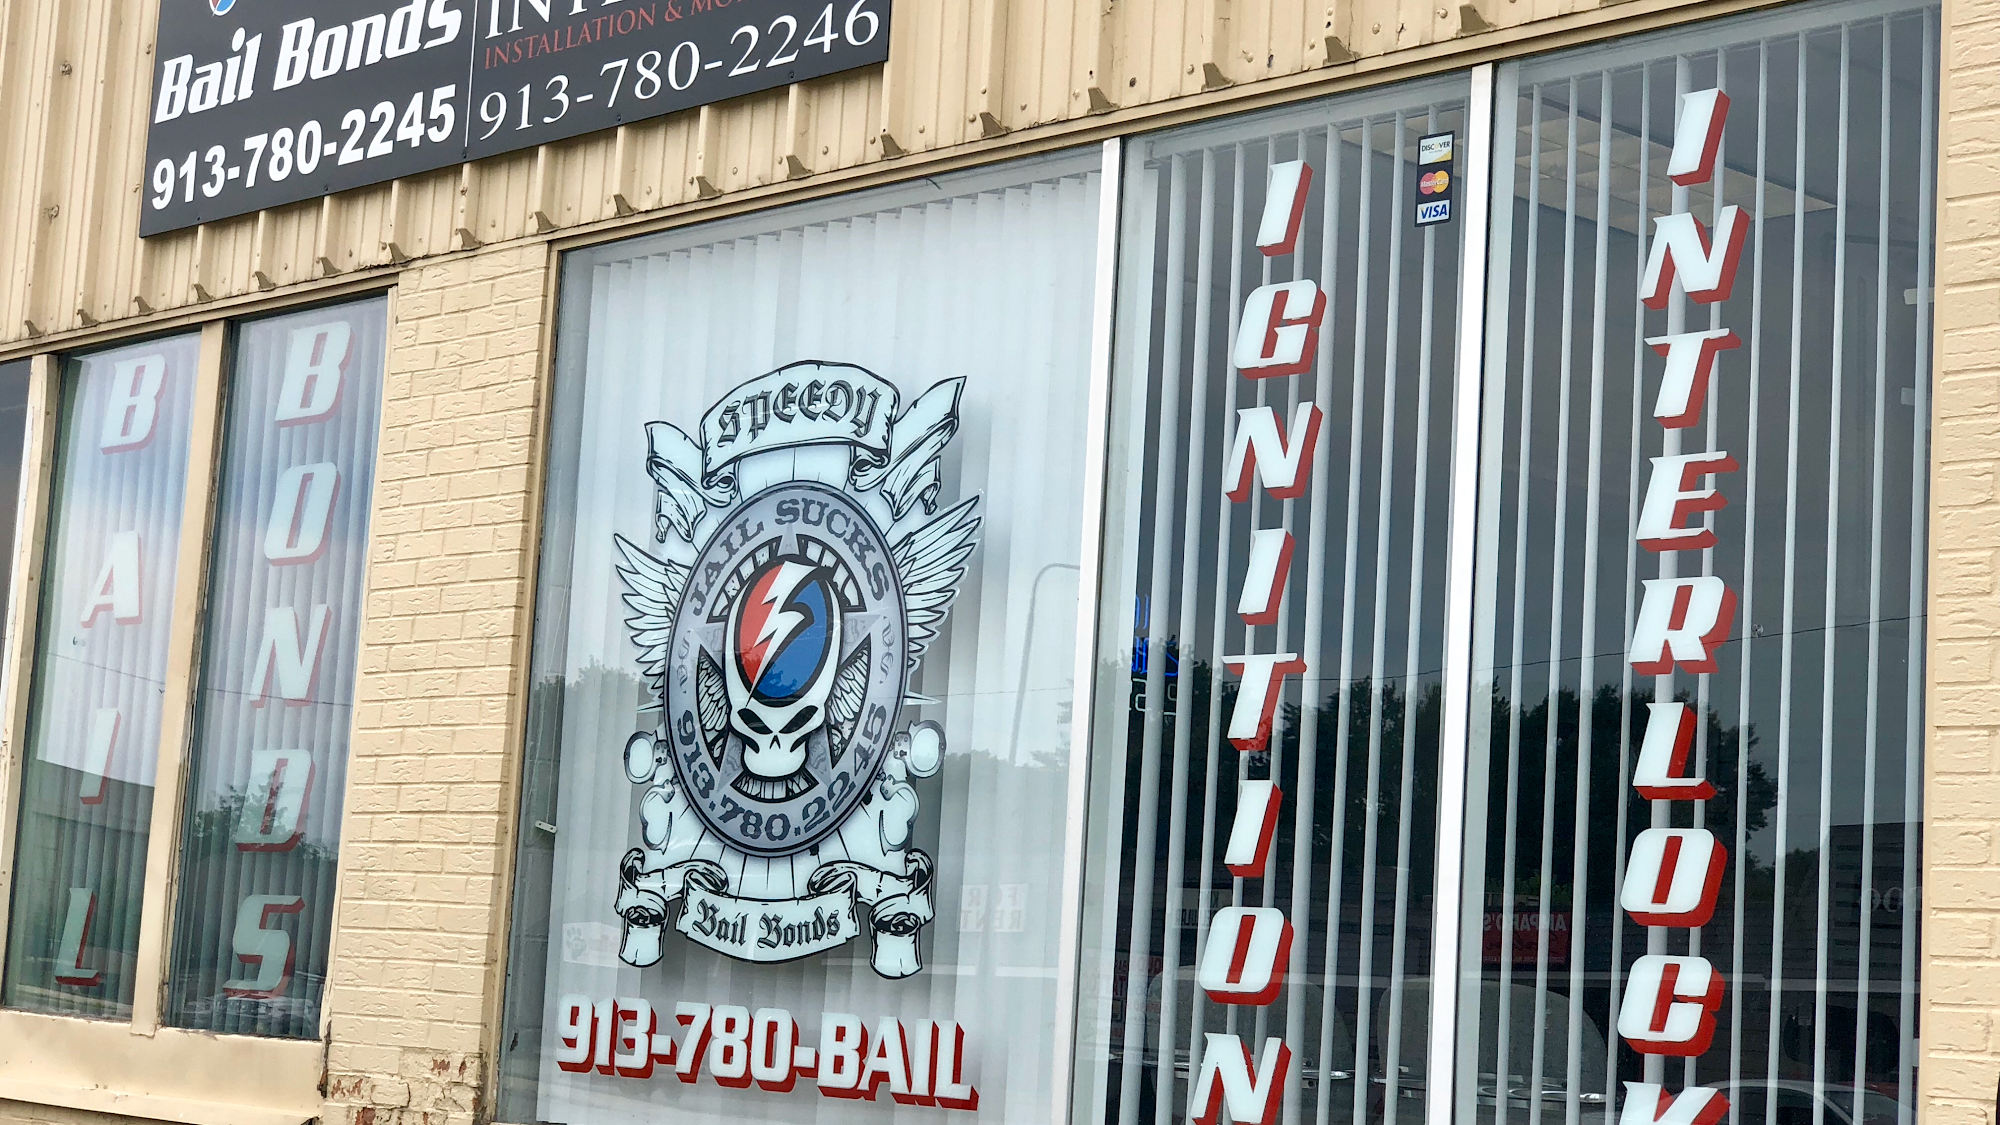 Bail Bonds
913-780-2245
INSTALLATION &
913-780-2246
BAIL
BONDS
SPEEDY
JAIL SUCKS
913.780.2245
Bail Bonds
913-780-BAIL
IGNITION
DISCOVER
MasterCard
VISA
INTERLOCK